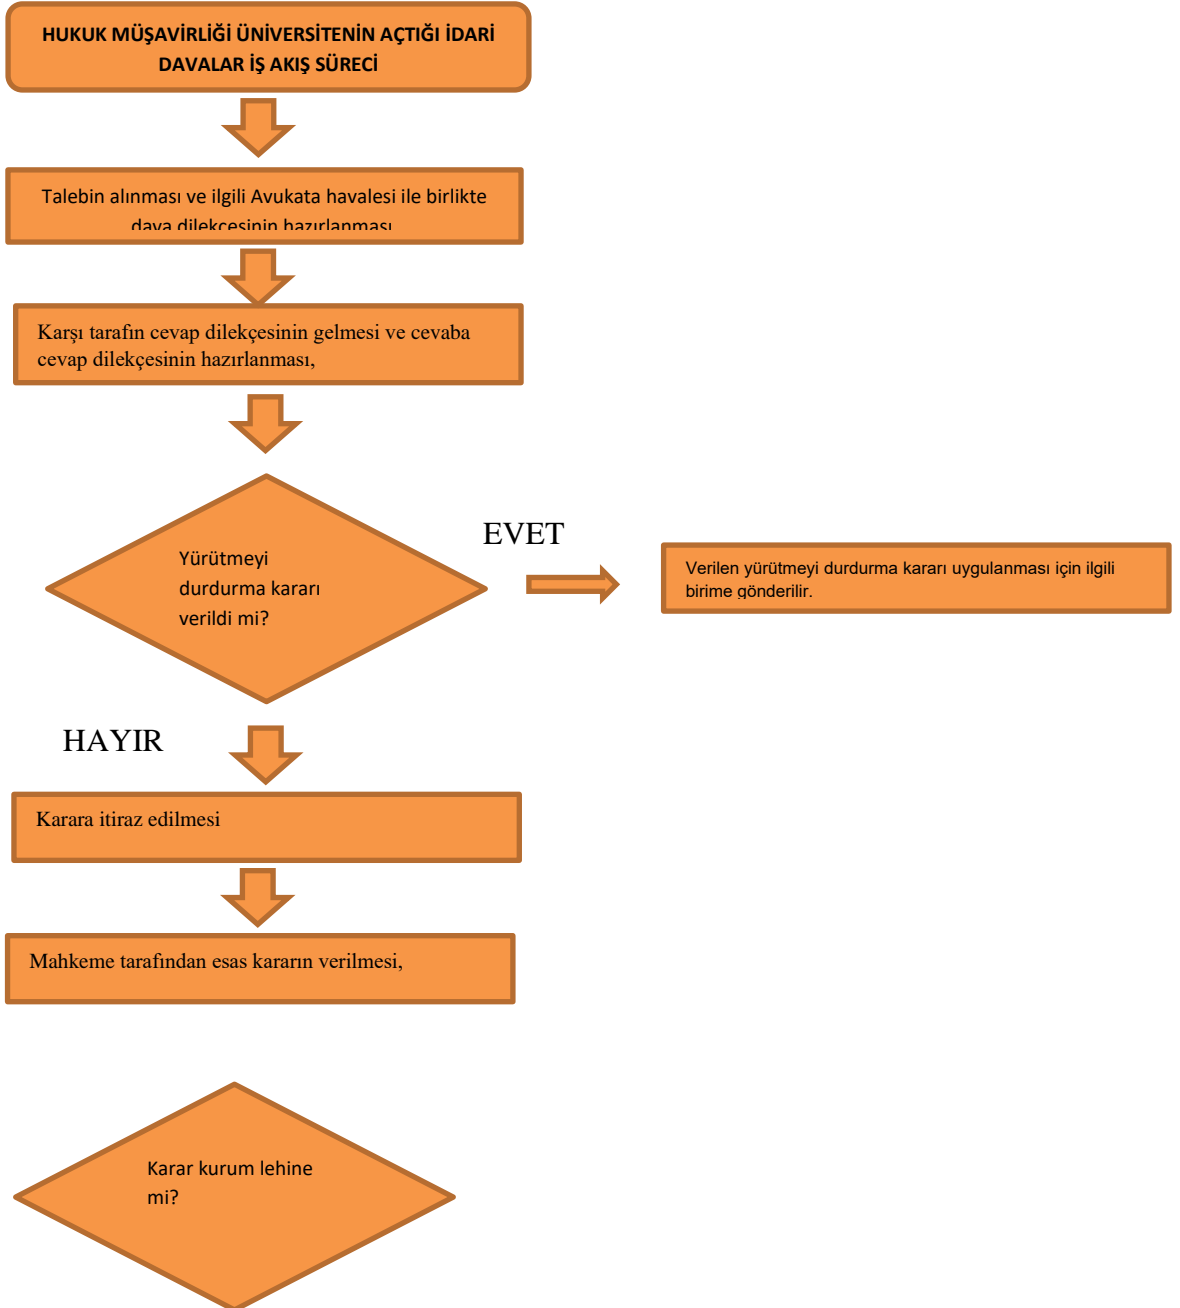 HUKUK MÜŞAVİRLİĞİ ÜNİVERSİTENİN AÇTIĞI İDARİ
DAVALAR İŞ AKIŞ SÜRECİ
Talebin alınması ve ilgili Avukata havalesi ile birlikte
dava dilekçesinin hazırlanması
Karşı tarafın cevap dilekçesinin gelmesi ve cevaba
cevap dilekçesinin hazırlanması,
Yürütmeyi
durdurma kararı
verildi mi?
EVET
Verilen yürütmeyi durdurma kararı uygulanması için ilgili
birime gönderilir.
HAYIR
Karara itiraz edilmesi
Mahkeme tarafından esas kararın verilmesi,
Karar kurum lehine
mi?